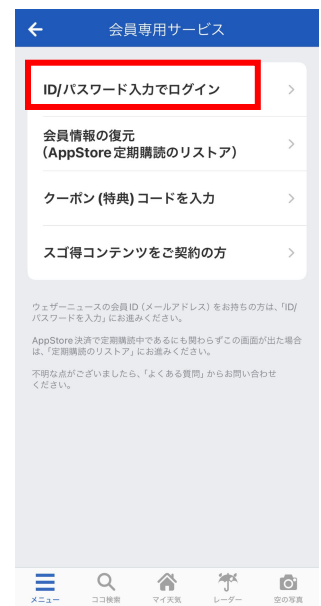 会員専用サービス
ID/パスワード入力でログイン
会員情報の復元
（AppStore定期購読のリストア）
クーポン(特典)コードを入力
スゴ得コンテンツをご契約の方
ウェザーニュースの会員ID（メールアドレス）をお持ちの方は、「ID/
パスワードを入力」にお進みください。
AppStore決済で定期購読中であるにも関わらずこの画面が出た場合
は、「定期購読のリストア」にお進みください。
不明な点がございましたら、「よくある質問」からお問い合わせ
ください。
メニュー ココ検索 マイ天気 レーダー 空の写真